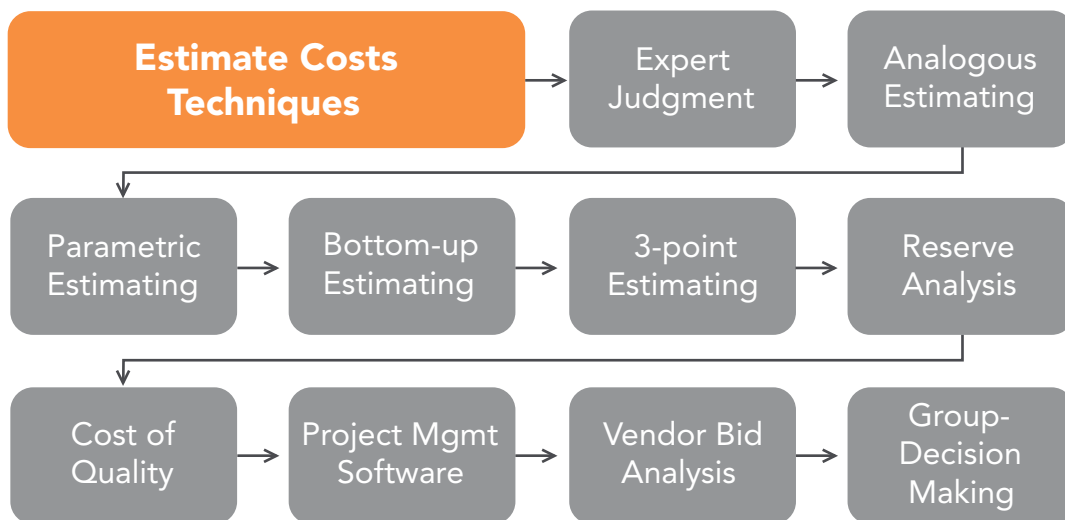 Estimate Costs
Techniques
Expert
Judgment
Analogous
Estimating
Parametric
Estimating
Bottom-up
Estimating
3-point
Estimating
Reserve
Analysis
Cost of
Quality
Project Mgmt
Software
Vendor Bid
Analysis
Group-
Decision
Making